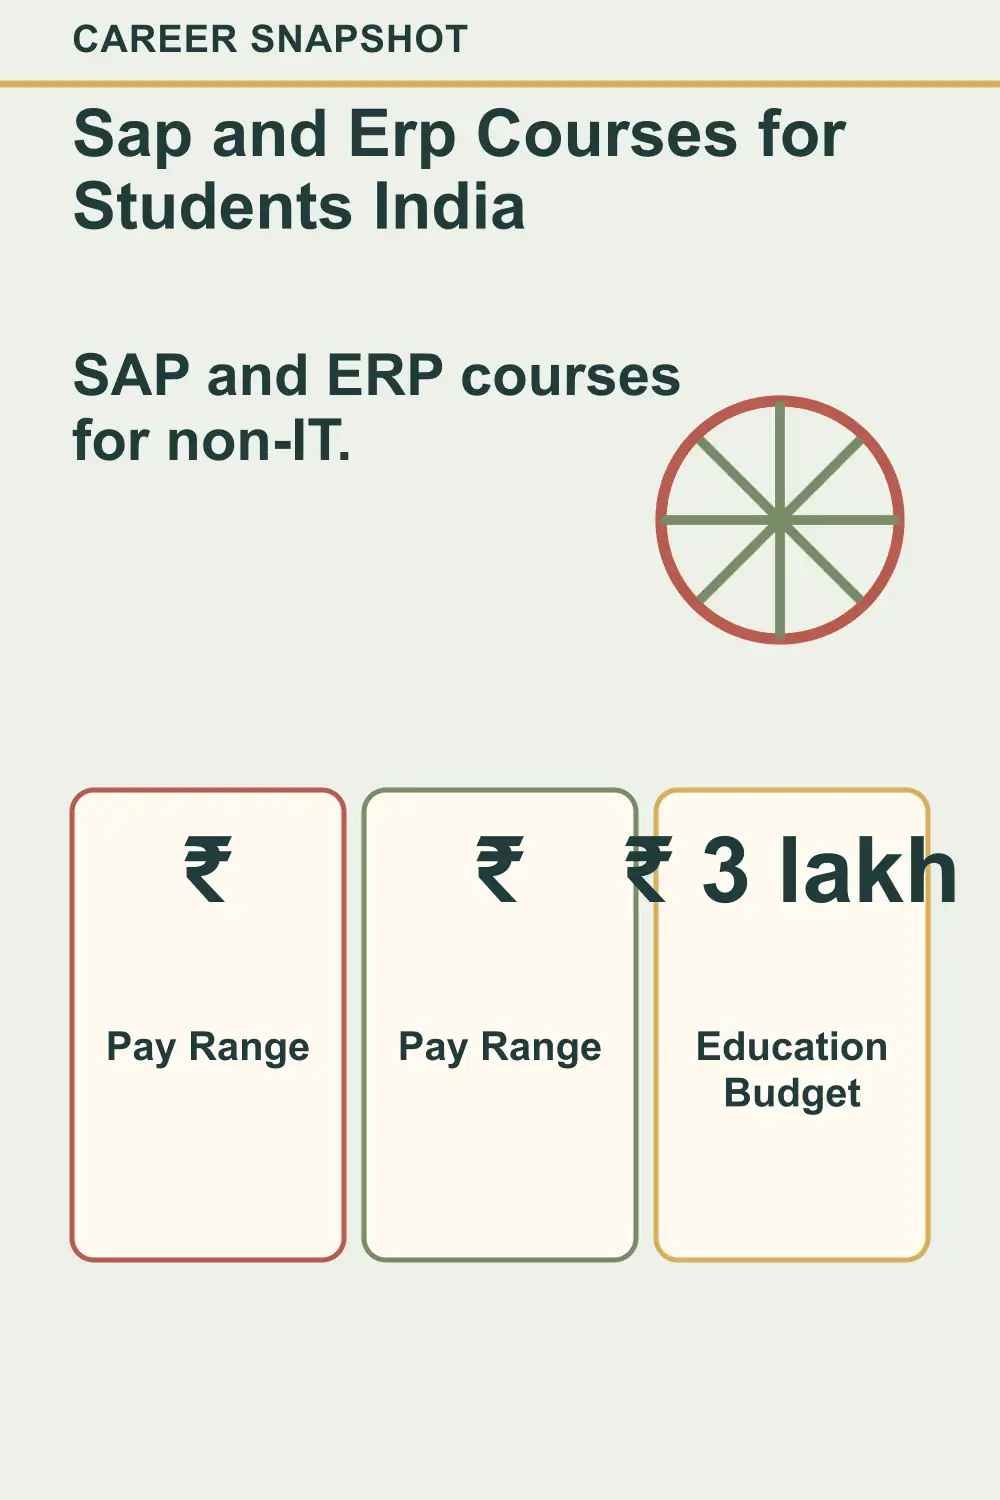 CAREER SNAPSHOT
Sap and Erp Courses for
Students India
SAP and ERP courses
for non-IT.
₹
₹
₹ 3 lakh
Pay Range
Pay Range
Education
Budget